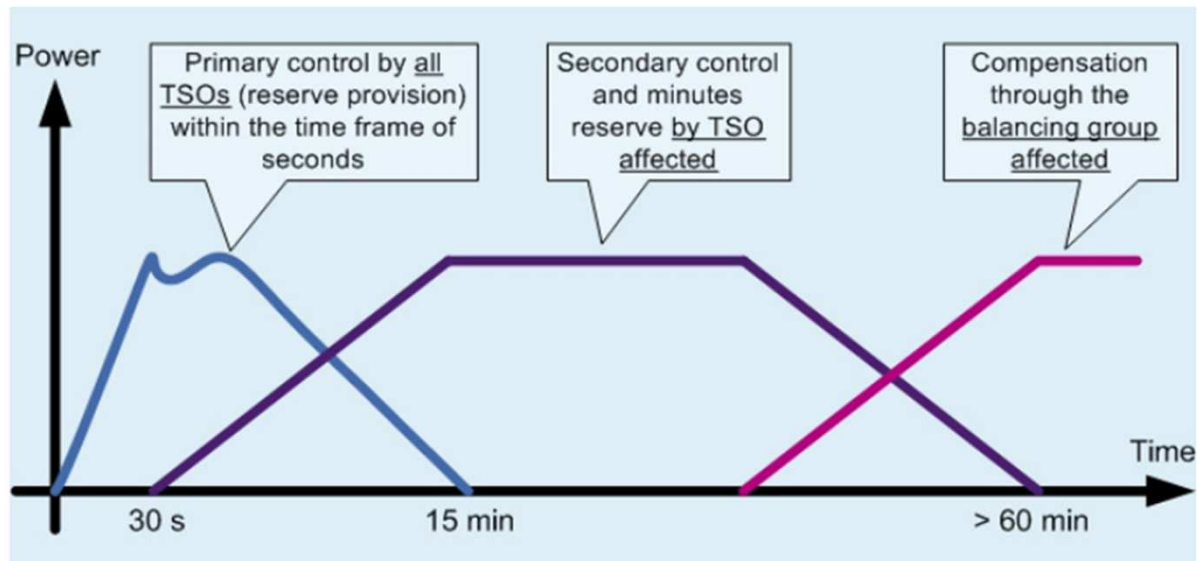 Power
Primary control by all
TSOs (reserve provision)
within the time frame of
seconds
Secondary control
and minutes
reserve by TSO
affected
Compensation
through the
balancing group
affected
Time
30 s
15 min
> 60 min